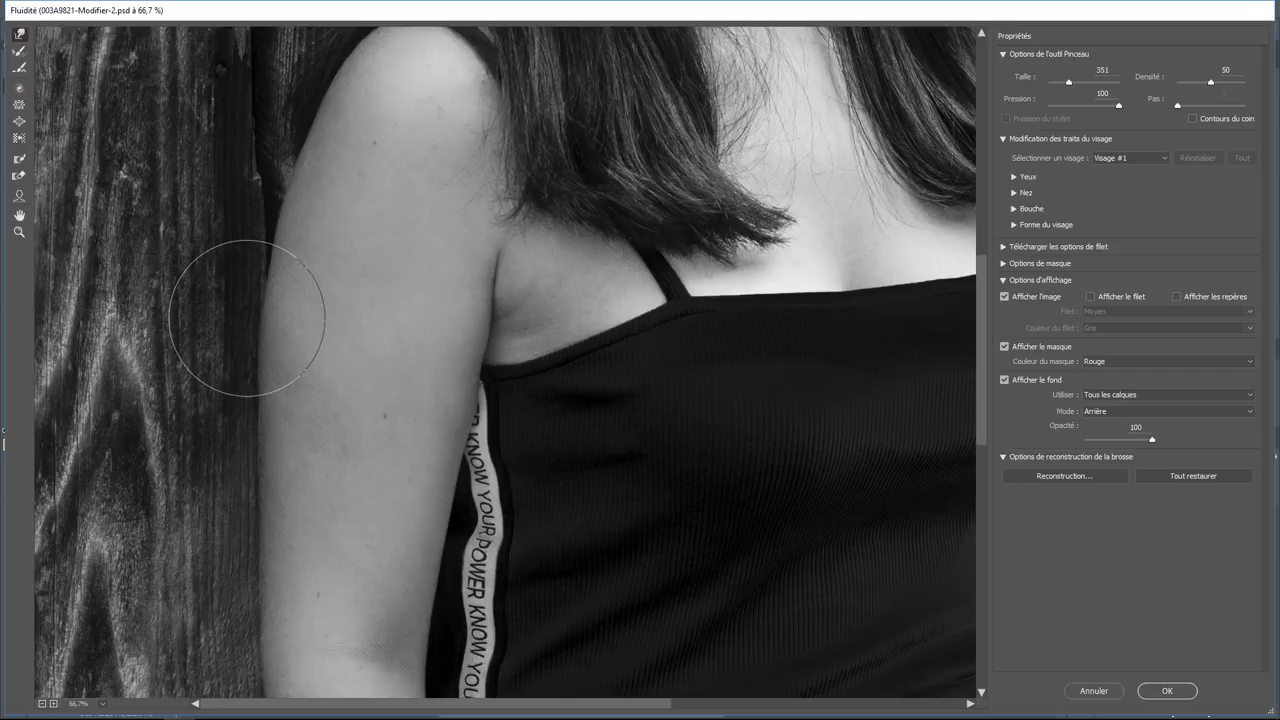 Fluidité (003A9821-Modifier-2.psd à 66,7 %)
Propriétés
Options de l'outil Pinceau
Taille : 351 Densité : 50
Pression : 100 Pas :
Pression du stylet Contours du coin
Modification des traits du visage
Sélectionner un visage : Visage #1 Réinitialiser Tout
Yeux
Nez
Bouche
Forme du visage
Télécharger les options de filet
Options de masque
Options d'affichage
Afficher l'image Afficher le filet Afficher les repères
Filet : Moyen
Couleur du filet : Gris
Afficher le masque
Couleur du masque : Rouge
Afficher le fond
Utiliser : Tous les calques
Mode : Arrière
Opacité : 100
Options de reconstruction de la brosse
Reconstruction... Tout restaurer
ER KNOW YOUR POWER KNOW YOU
66,7%
Annuler OK